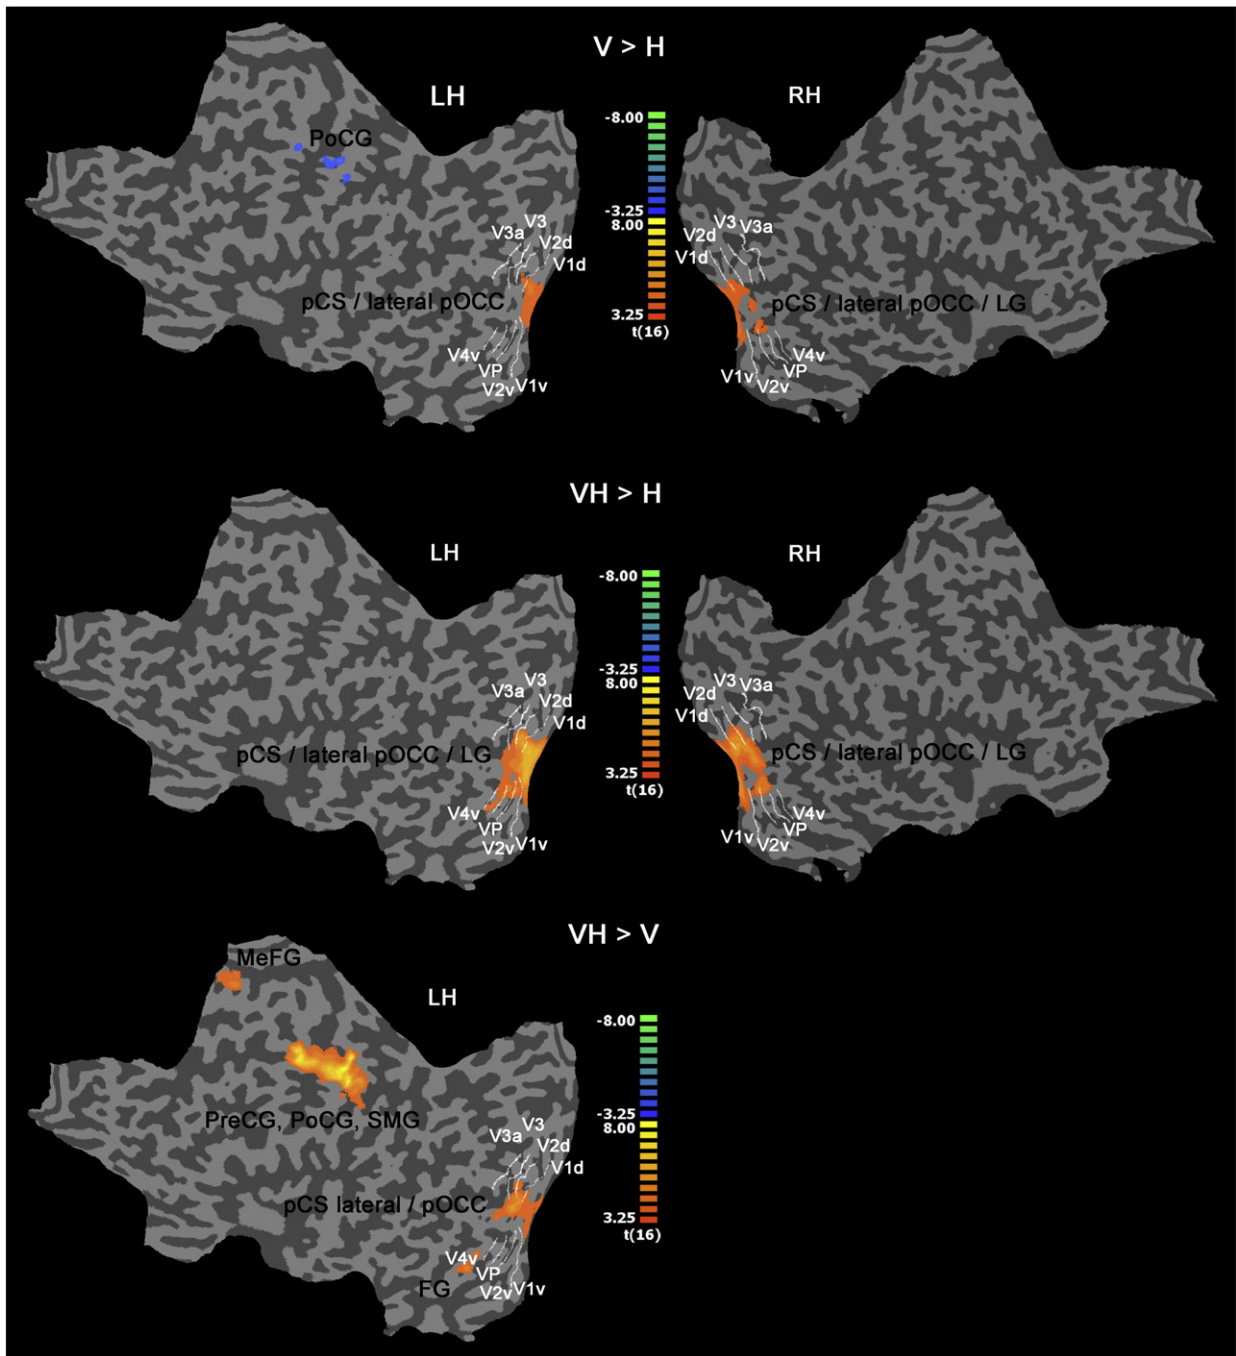 V > H
LH
RH
PoCG
-8.00
-3.25
8.00
3.25
t(16)
V3
V3a
V2d
V1d
pCS / lateral pOCC
V4v
VP
V2v
V1v
V3
V3a
V2d
V1d
pCS / lateral pOCC / LG
V4v
VP
V1v
V2v
VH > H
LH
RH
-8.00
-3.25
8.00
3.25
t(16)
V3
V3a
V2d
V1d
pCS / lateral pOCC / LG
V4v
VP
V2v
V1v
V3
V3a
V2d
V1d
pCS / lateral pOCC / LG
V4v
VP
V1v
V2v
VH > V
MeFG
LH
-8.00
-3.25
8.00
3.25
t(16)
PreCG, PoCG, SMG
V3
V3a
V2d
V1d
pCS lateral / pOCC
V4v
VP
FG
V2v
V1v